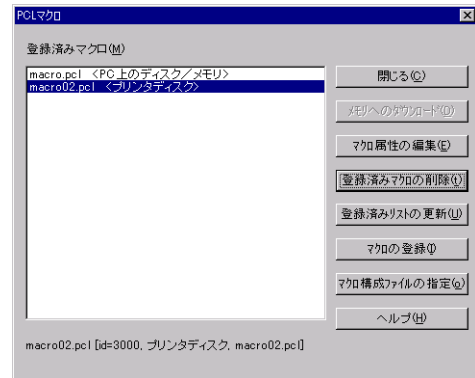 PCLマクロ
登録済みマクロ(M)
macro.pcl <PC上のディスク/メモリ>
macro02.pcl <プリンタディスク>
閉じる(C)
メモリへのダウンロード(D)
マクロ属性の編集(E)
登録済みマクロの削除(t)
登録済みリストの更新(U)
マクロの登録(I)
マクロ構成ファイルの指定(g)
ヘルプ(H)
macro02.pcl [id=3000, プリンタディスク, macro02.pcl]